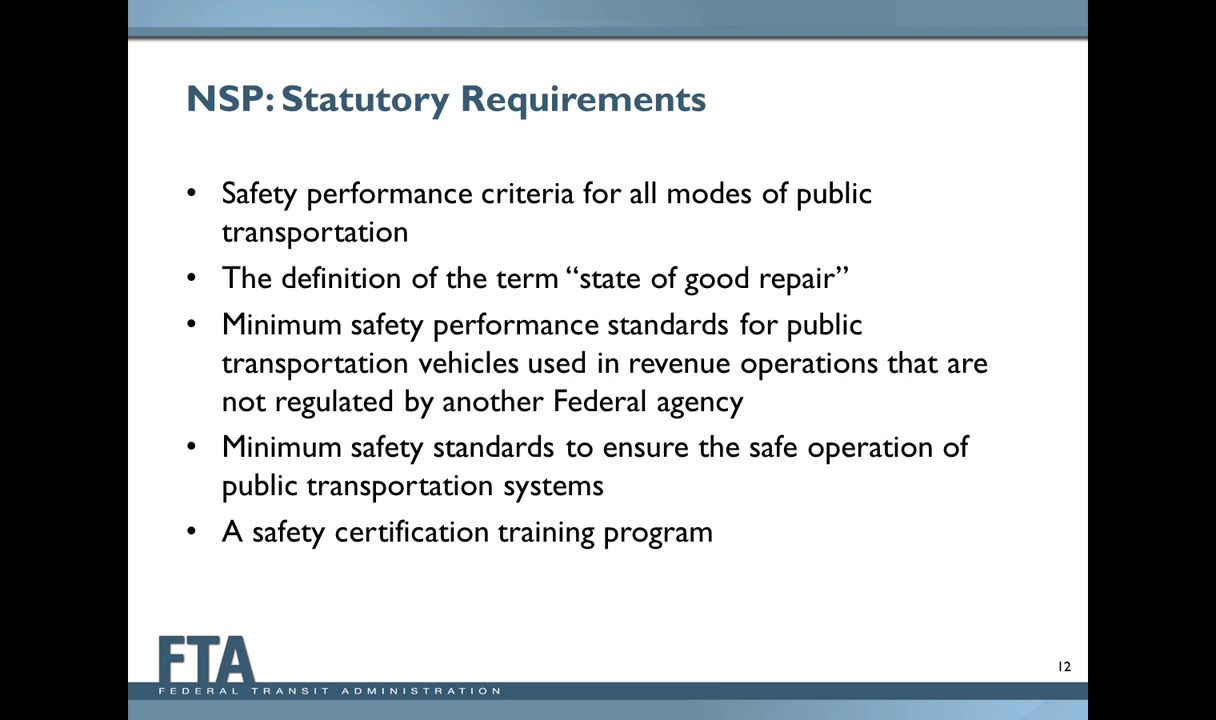 NSP: Statutory Requirements
• Safety performance criteria for all modes of public
transportation
• The definition of the term “state of good repair”
• Minimum safety performance standards for public
transportation vehicles used in revenue operations that are
not regulated by another Federal agency
• Minimum safety standards to ensure the safe operation of
public transportation systems
• A safety certification training program
FTA
FEDERAL TRANSIT ADMINISTRATION
12